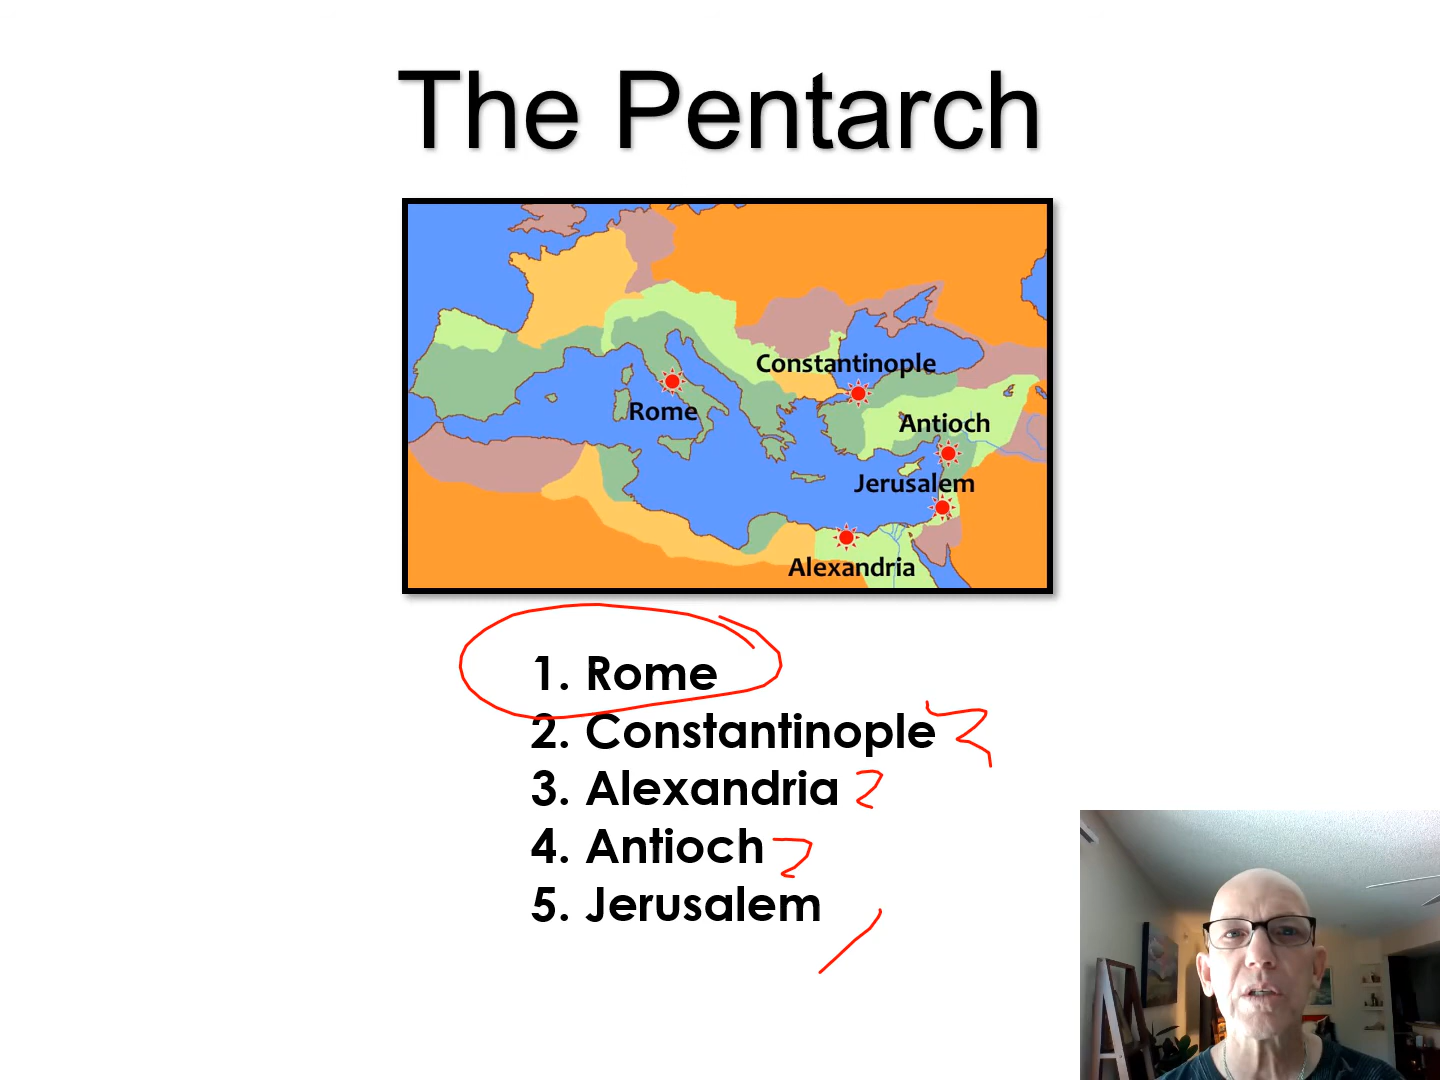 The Pentarch
Constantinople
Rome
Antioch
Jerusalem
Alexandria
1. Rome
2. Constantinople
3. Alexandria
4. Antioch
5. Jerusalem